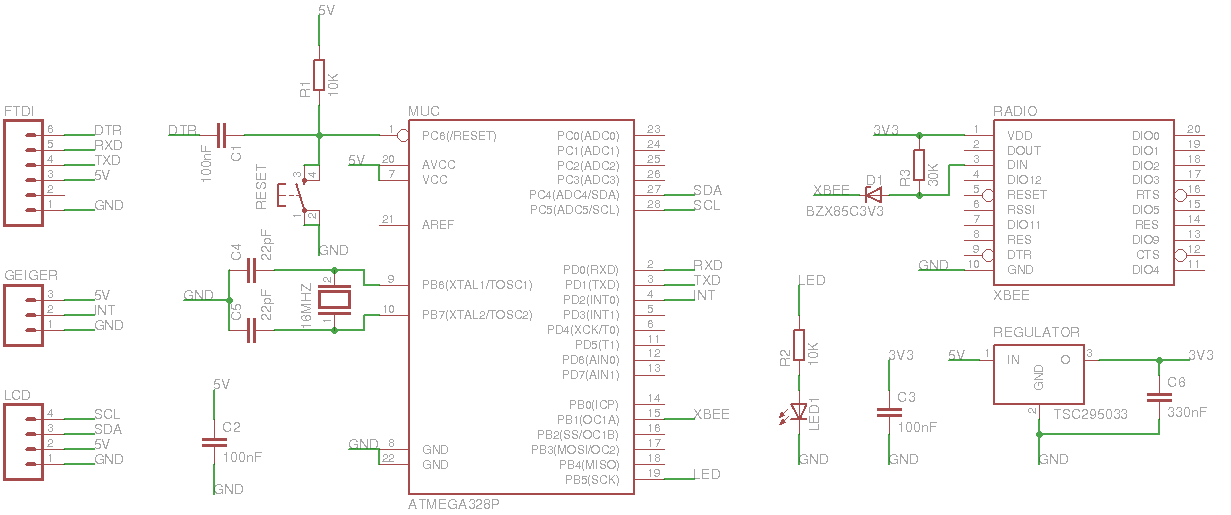 5V
R1
10K
FTDI
6 DTR
5 RXD
4 TXD
3 5V
2
1 GND
DTR
C1
100nF
RESET
3
4
1
2
GND
GEIGER
3 5V
2 INT
1 GND
GND
C4
22pF
C5
22pF
16MHZ
2
1
LCD
4 SCL
3 SDA
2 5V
1 GND
5V
C2
100nF
GND
MUC
1 PC6(/RESET)
5V
20 AVCC
7 VCC
21 AREF
9 PB6(XTAL1/TOSC1)
10 PB7(XTAL2/TOSC2)
GND
8 GND
22 GND
PC0(ADC0) 23
PC1(ADC1) 24
PC2(ADC2) 25
PC3(ADC3) 26
PC4(ADC4/SDA) 27 SDA
PC5(ADC5/SCL) 28 SCL
PD0(RXD) 2 RXD
PD1(TXD) 3 TXD
PD2(INT0) 4 INT
PD3(INT1) 5
PD4(XCK/T0) 6
PD5(T1) 11
PD6(AIN0) 12
PD7(AIN1) 13
PB0(ICP) 14
PB1(OC1A) 15 XBEE
PB2(SS/OC1B) 16
PB3(MOSI/OC2) 17
PB4(MISO) 18
PB5(SCK) 19 LED
ATMEGA328P
LED
R2
10K
LED1
GND
3V3
C3
100nF
GND
RADIO
3V3
R3
30K
XBEE
D1
BZX85C3V3
GND
1 VDD DIO0 20
2 DOUT DIO1 19
3 DIN DIO2 18
4 DIO12 DIO3 17
5 RESET RTS 16
6 RSSI DIO5 15
7 DIO11 RES 14
8 RES DIO9 13
9 DTR CTS 12
10 GND DIO4 11
XBEE
REGULATOR
5V 1 IN O 3 3V3
GND
2
TSC295033
C6
330nF
GND